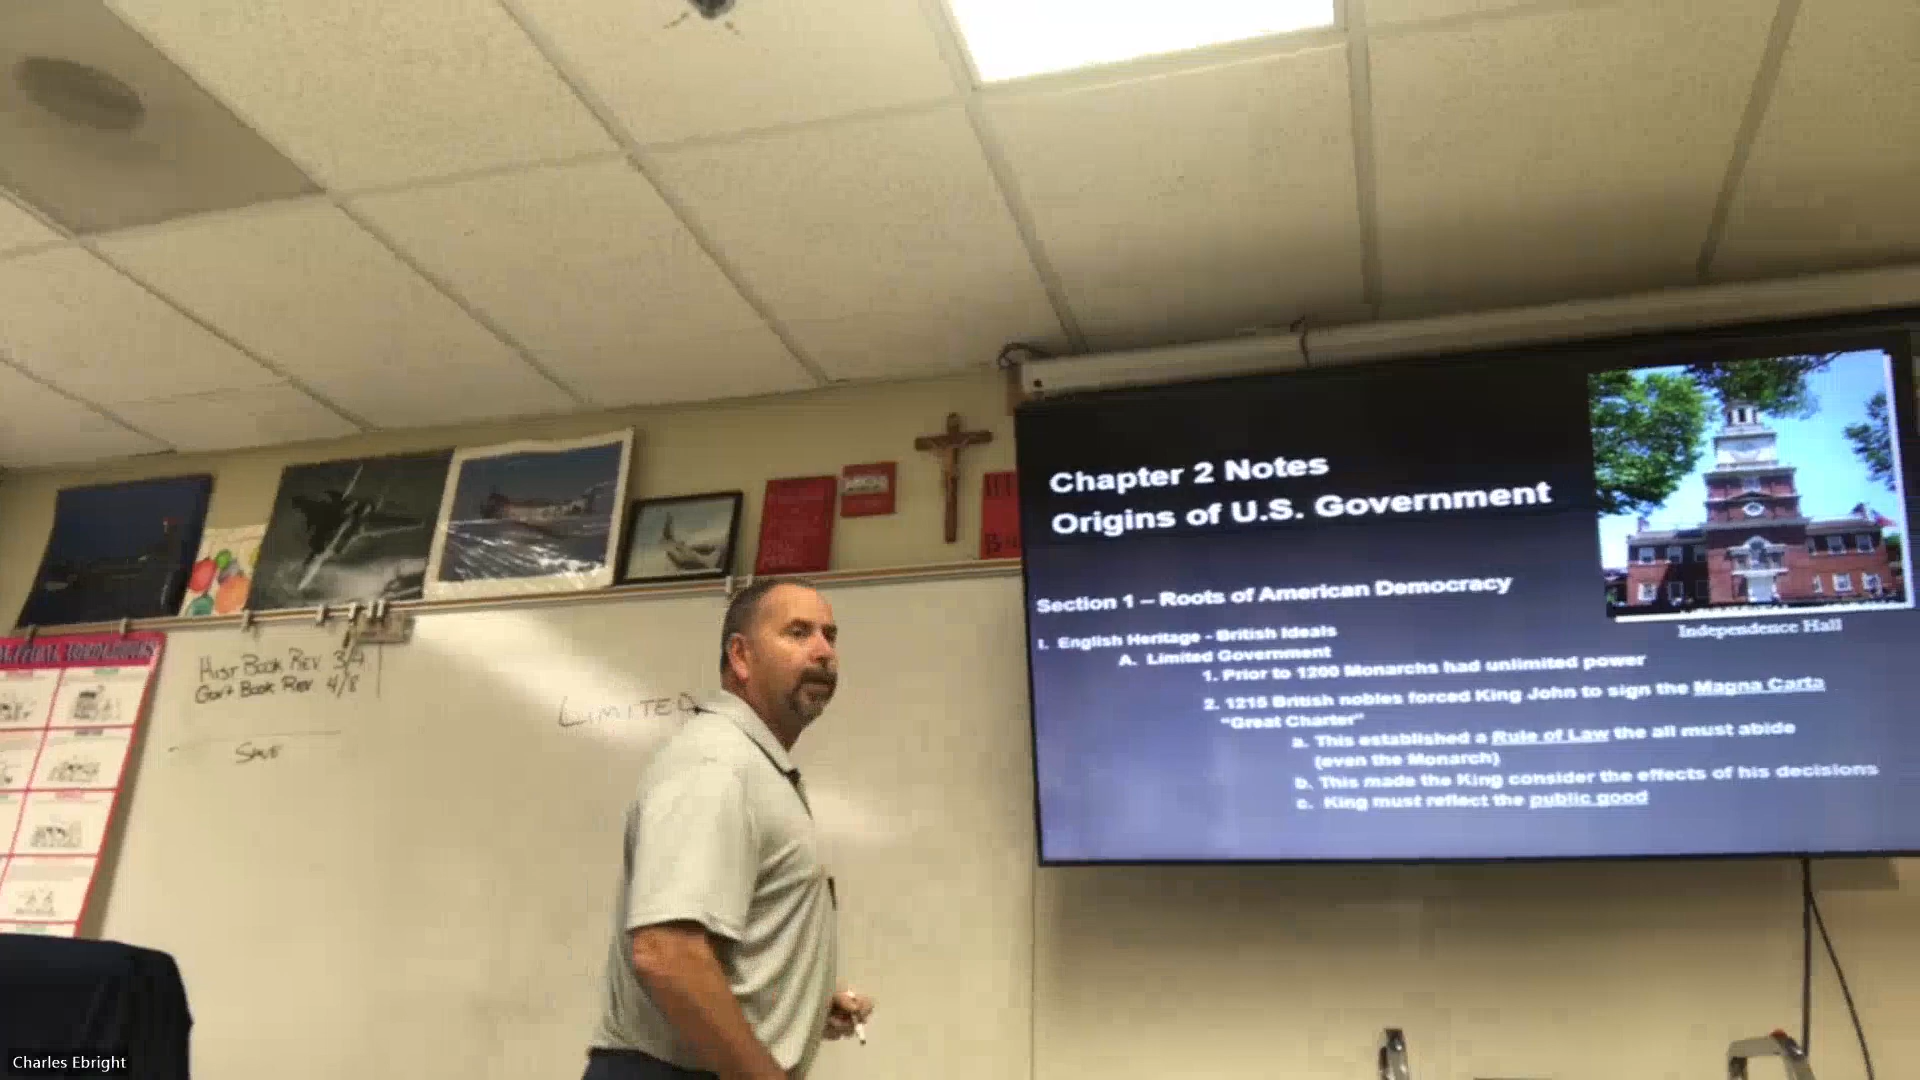 Chapter 2 Notes
Origins of U.S. Government
Section 1 – Roots of American Democracy
I. English Heritage - British Ideals
A. Limited Government
1. Prior to 1200 Monarchs had unlimited power
2. 1215 British nobles forced King John to sign the Magna Carta
"Great Charter"
a. This established a Rule of Law the all must abide
(even the Monarch)
b. This made the King consider the effects of his decisions
c. King must reflect the public good
Independence Hall
Hist Book Rev 3/4
Gov't Book Rev 4/8
Save
LIMITED
Charles Ebright